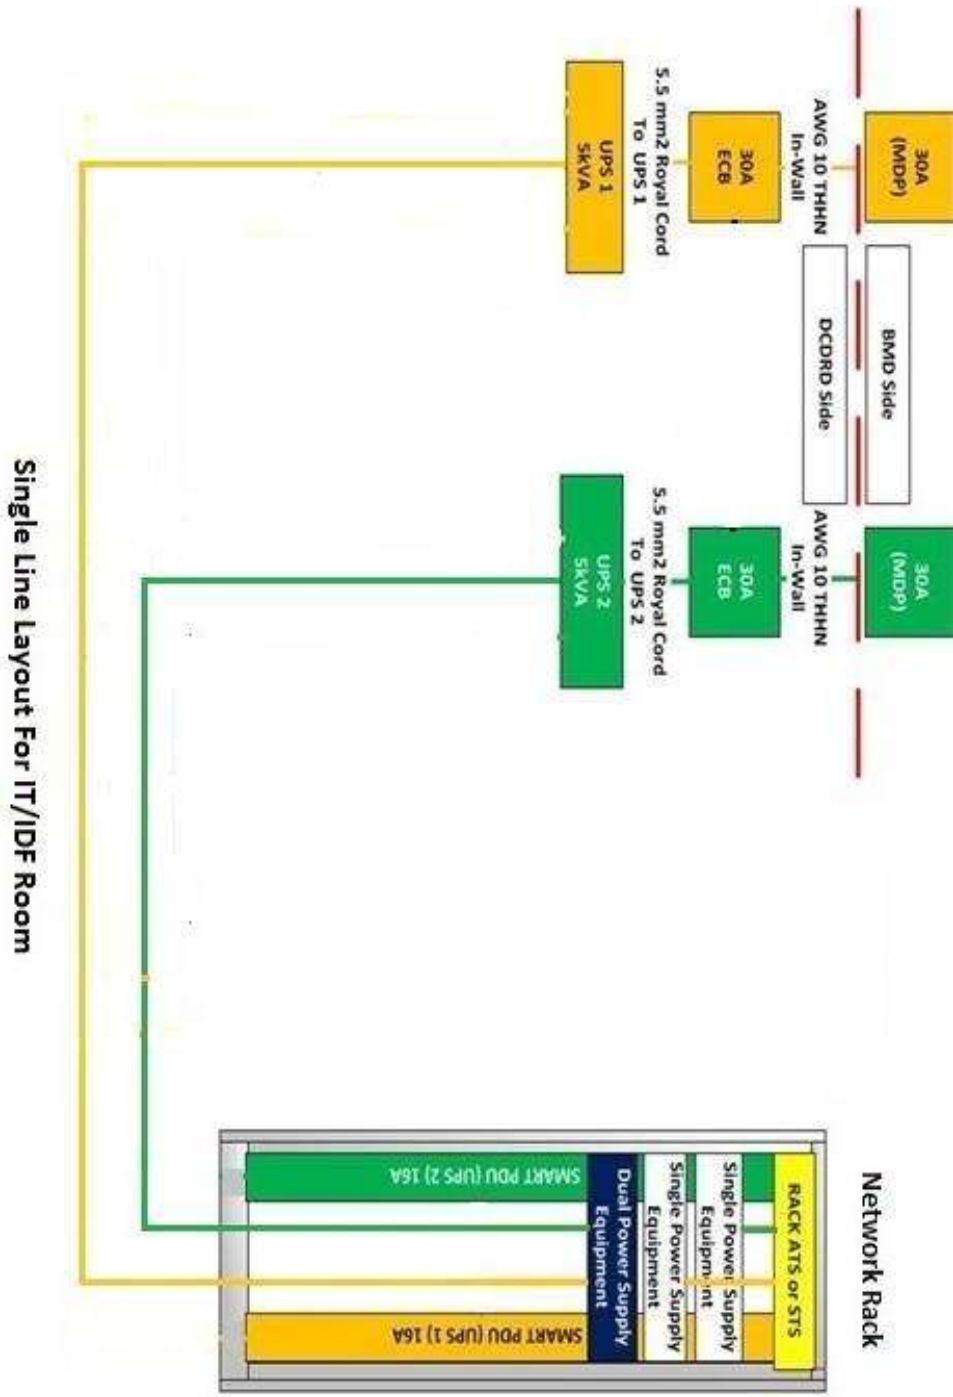 30A
(MDP)
30A
(MDP)
BMD Side
DCDRD Side
AWG 10 THHN
In-Wall
AWG 10 THHN
In-Wall
30A
ECB
30A
ECB
5.5 mm2 Royal Cord
To UPS 1
5.5 mm2 Royal Cord
To UPS 2
UPS 1
5kVA
UPS 2
5kVA
Network Rack
RACK ATS or STS
Single Power Supply
Equipment
Single Power Supply
Equipment
Dual Power Supply
Equipment
SMART PDU (UPS 2) 16A
SMART PDU (UPS 1) 16A
Single Line Layout For IT/IDF Room